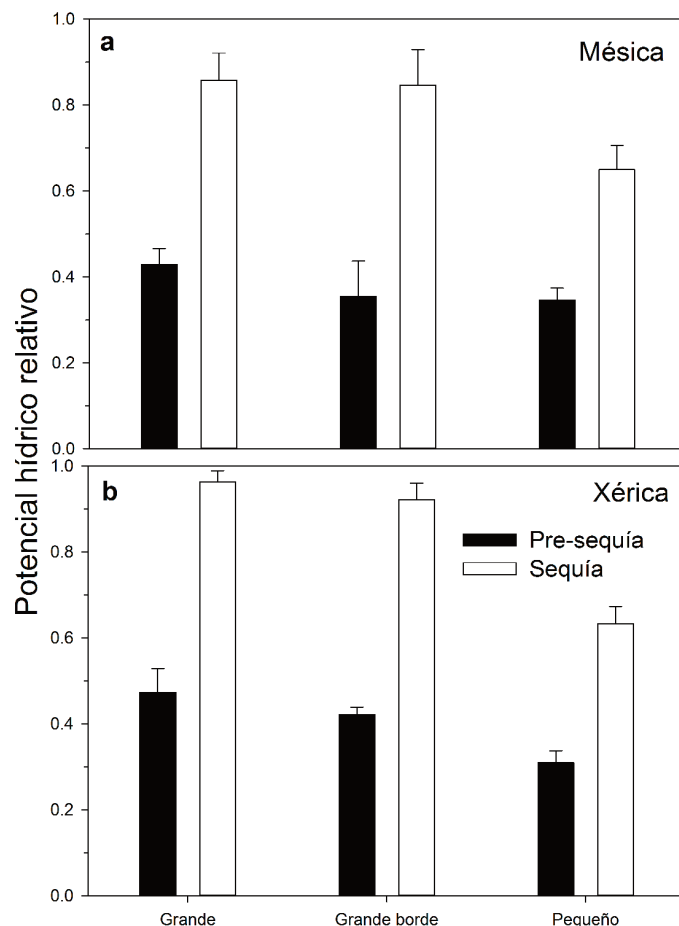 Potencial hídrico relativo
a
Mésica
1.0
0.8
0.6
0.4
0.2
0.0
b
Xérica
1.0
0.8
0.6
0.4
0.2
0.0
Pre-sequía
Sequía
Grande
Grande borde
Pequeño